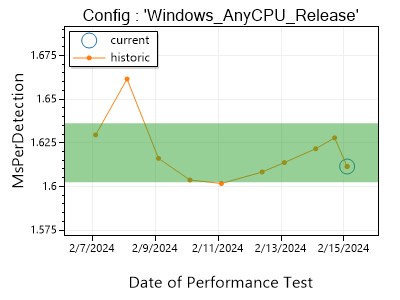 Config : 'Windows_AnyCPU_Release'
current
historic
MsPerDetection
1.675
1.65
1.625
1.6
1.575
2/7/2024
2/9/2024
2/11/2024
2/13/2024
2/15/2024
Date of Performance Test